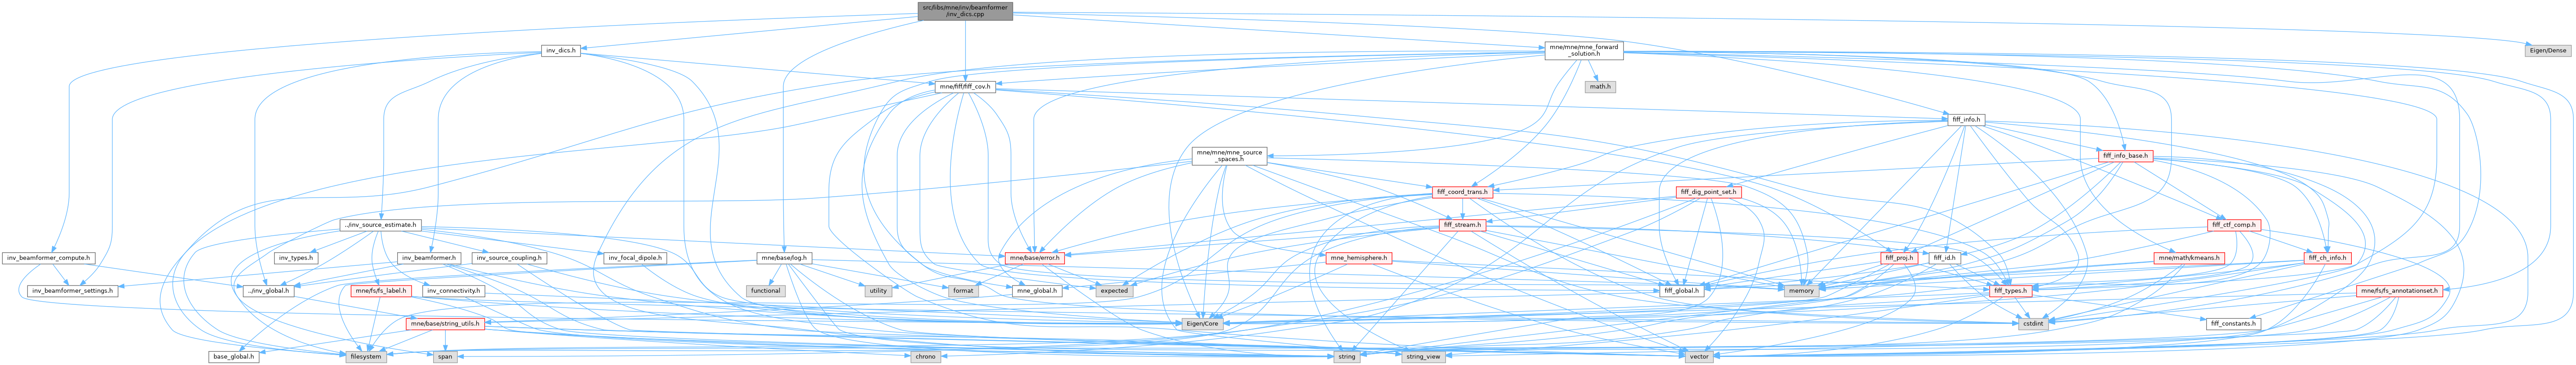 src/libs/mne/inv/beamformer
/inv_dics.cpp
inv_dics.h
mne/mne/mne_forward
_solution.h
Eigen/Dense
mne/fiff/fiff_cov.h
math.h
fiff_info.h
mne/mne/mne_source
_spaces.h
fiff_info_base.h
fiff_coord_trans.h
fiff_dig_point_set.h
../inv_source_estimate.h
fiff_stream.h
fiff_ctf_comp.h
inv_beamformer_compute.h
inv_types.h
inv_beamformer.h
inv_source_coupling.h
inv_focal_dipole.h
mne/base/log.h
mne/base/error.h
mne_hemisphere.h
fiff_proj.h
fiff_id.h
mne/math/kmeans.h
fiff_ch_info.h
inv_beamformer_settings.h
../inv_global.h
mne/fs/fs_label.h
inv_connectivity.h
functional
utility
format
mne_global.h
expected
fiff_global.h
memory
fiff_types.h
mne/fs/fs_annotationset.h
mne/base/string_utils.h
Eigen/Core
cstdint
fiff_constants.h
base_global.h
filesystem
span
chrono
string
string_view
vector